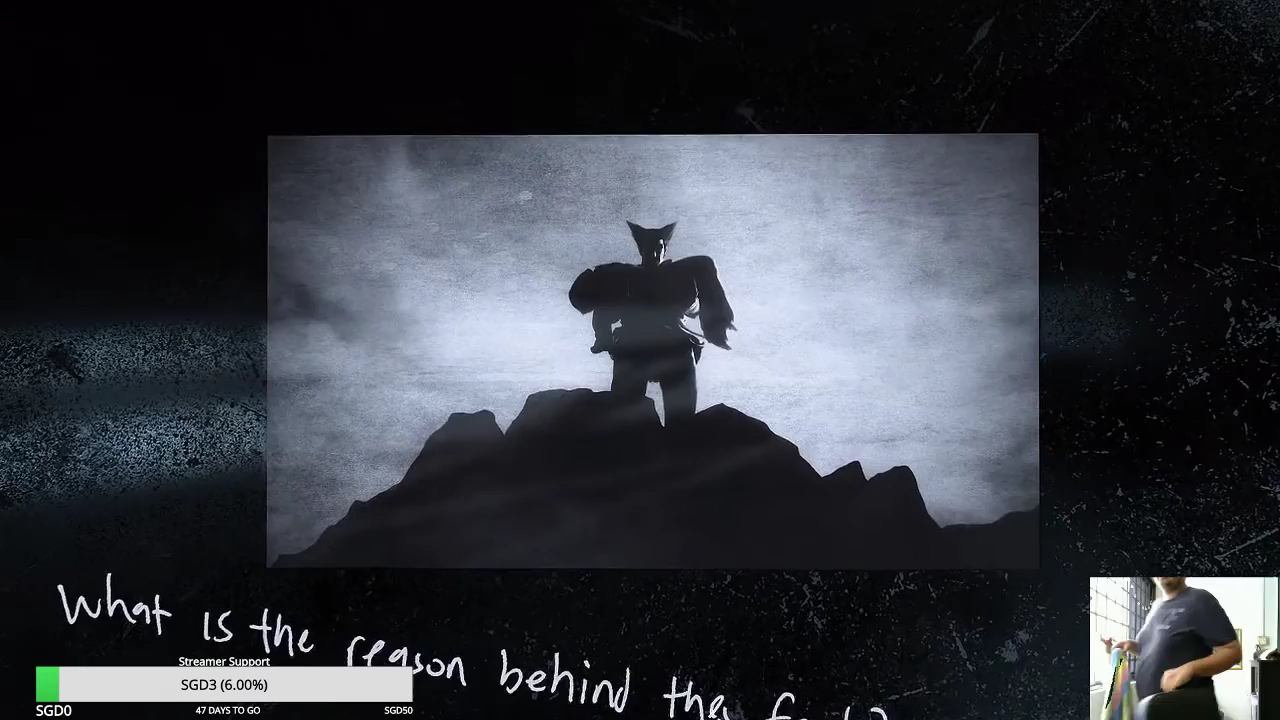 What is the reason behind the
Streamer Support
SGD3 (6.00%)
SGD0 47 DAYS TO GO SGD50